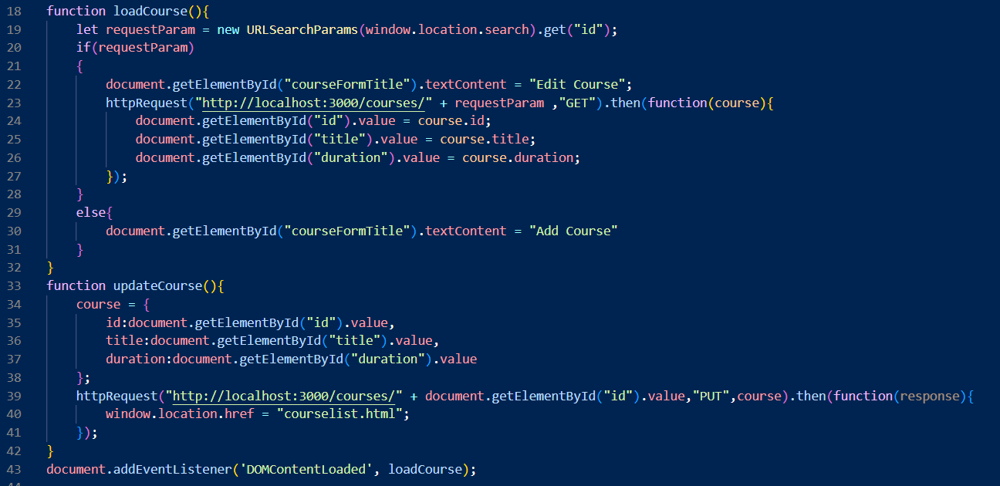 18 function loadCourse(){
19     let requestParam = new URLSearchParams(window.location.search).get("id");
20     if(requestParam)
21     {
22         document.getElementById("courseFormTitle").textContent = "Edit Course";
23         httpRequest("http://localhost:3000/courses/" + requestParam ,"GET").then(function(course){
24             document.getElementById("id").value = course.id;
25             document.getElementById("title").value = course.title;
26             document.getElementById("duration").value = course.duration;
27         });
28     }
29     else{
30         document.getElementById("courseFormTitle").textContent = "Add Course"
31     }
32 }
33 function updateCourse(){
34     course = {
35         id:document.getElementById("id").value,
36         title:document.getElementById("title").value,
37         duration:document.getElementById("duration").value
38     };
39     httpRequest("http://localhost:3000/courses/" + document.getElementById("id").value,"PUT",course).then(function(response){
40         window.location.href = "courselist.html";
41     });
42 }
43 document.addEventListener('DOMContentLoaded', loadCourse);